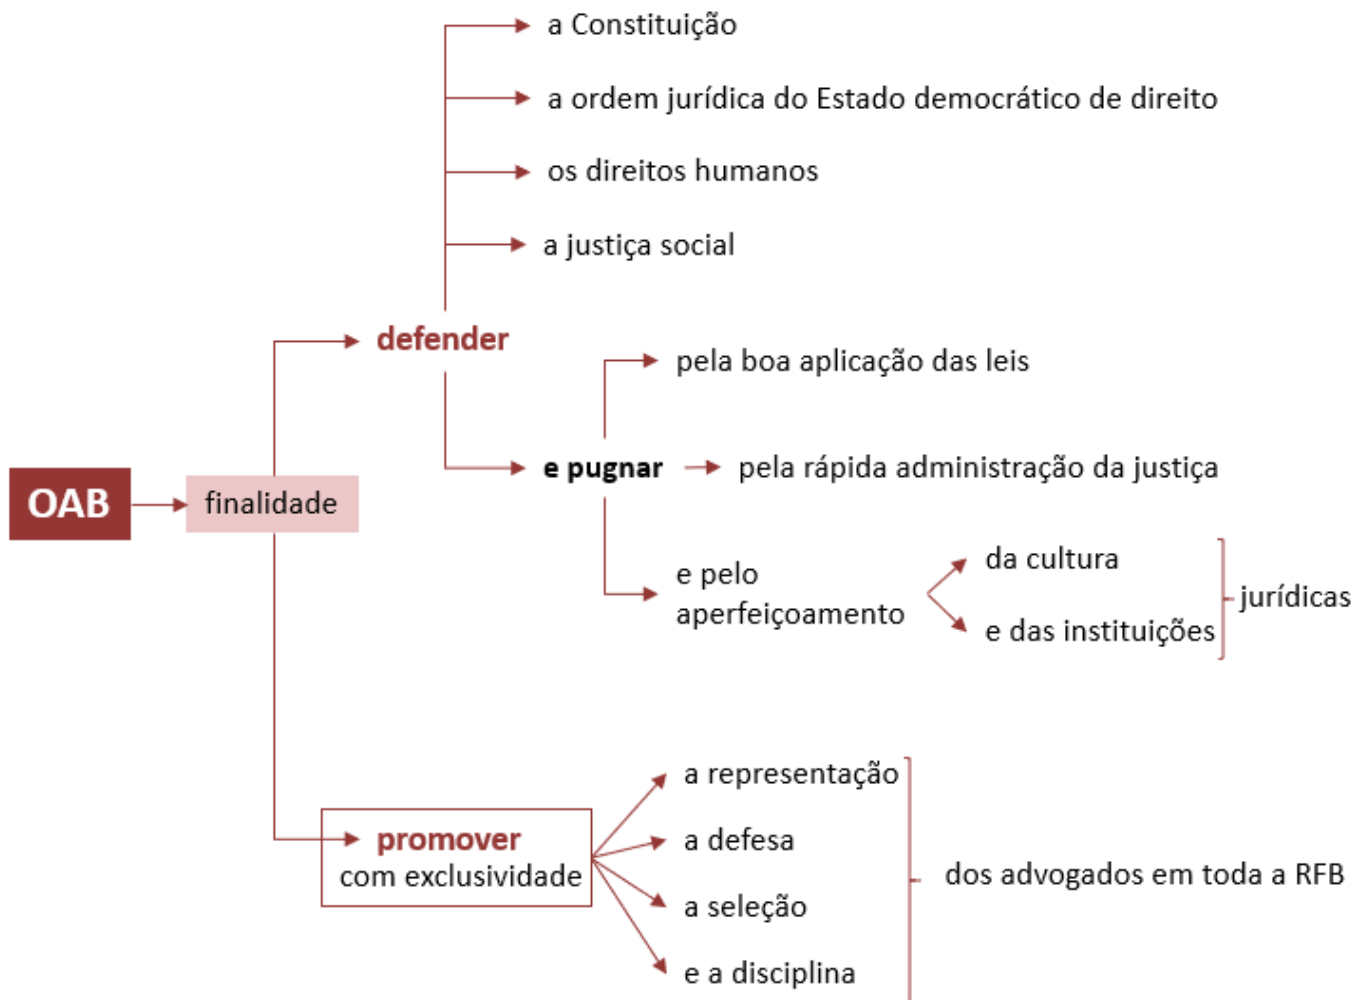 a Constituição
a ordem jurídica do Estado democrático de direito
os direitos humanos
a justiça social
defender
pela boa aplicação das leis
e pugnar
pela rápida administração da justiça
OAB
finalidade
e pelo
aperfeiçoamento
da cultura
e das instituições
jurídicas
promover
com exclusividade
a representação
a defesa
a seleção
e a disciplina
dos advogados em toda a RFB